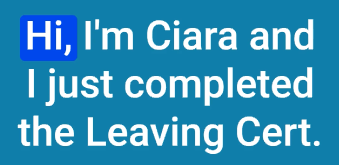 Hi, I'm Ciara and
I just completed
the Leaving Cert.